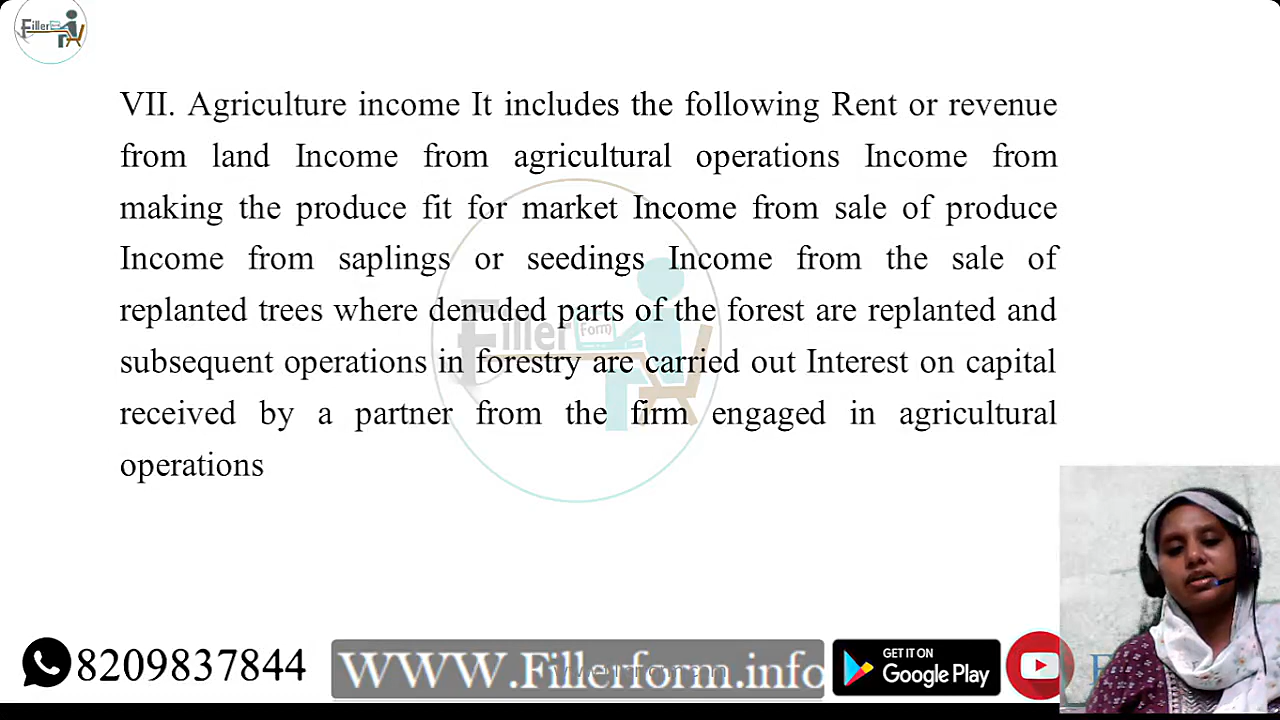 Filler
VII. Agriculture income It includes the following Rent or revenue
from land Income from agricultural operations Income from
making the produce fit for market Income from sale of produce
Income from saplings or seedings Income from the sale of
replanted trees where denuded parts of the forest are replanted and
subsequent operations in forestry are carried out Interest on capital
received by a partner from the firm engaged in agricultural
operations
Filler
Form
8209837844
WWW.Fillerform.info
GET IT ON
Google Play